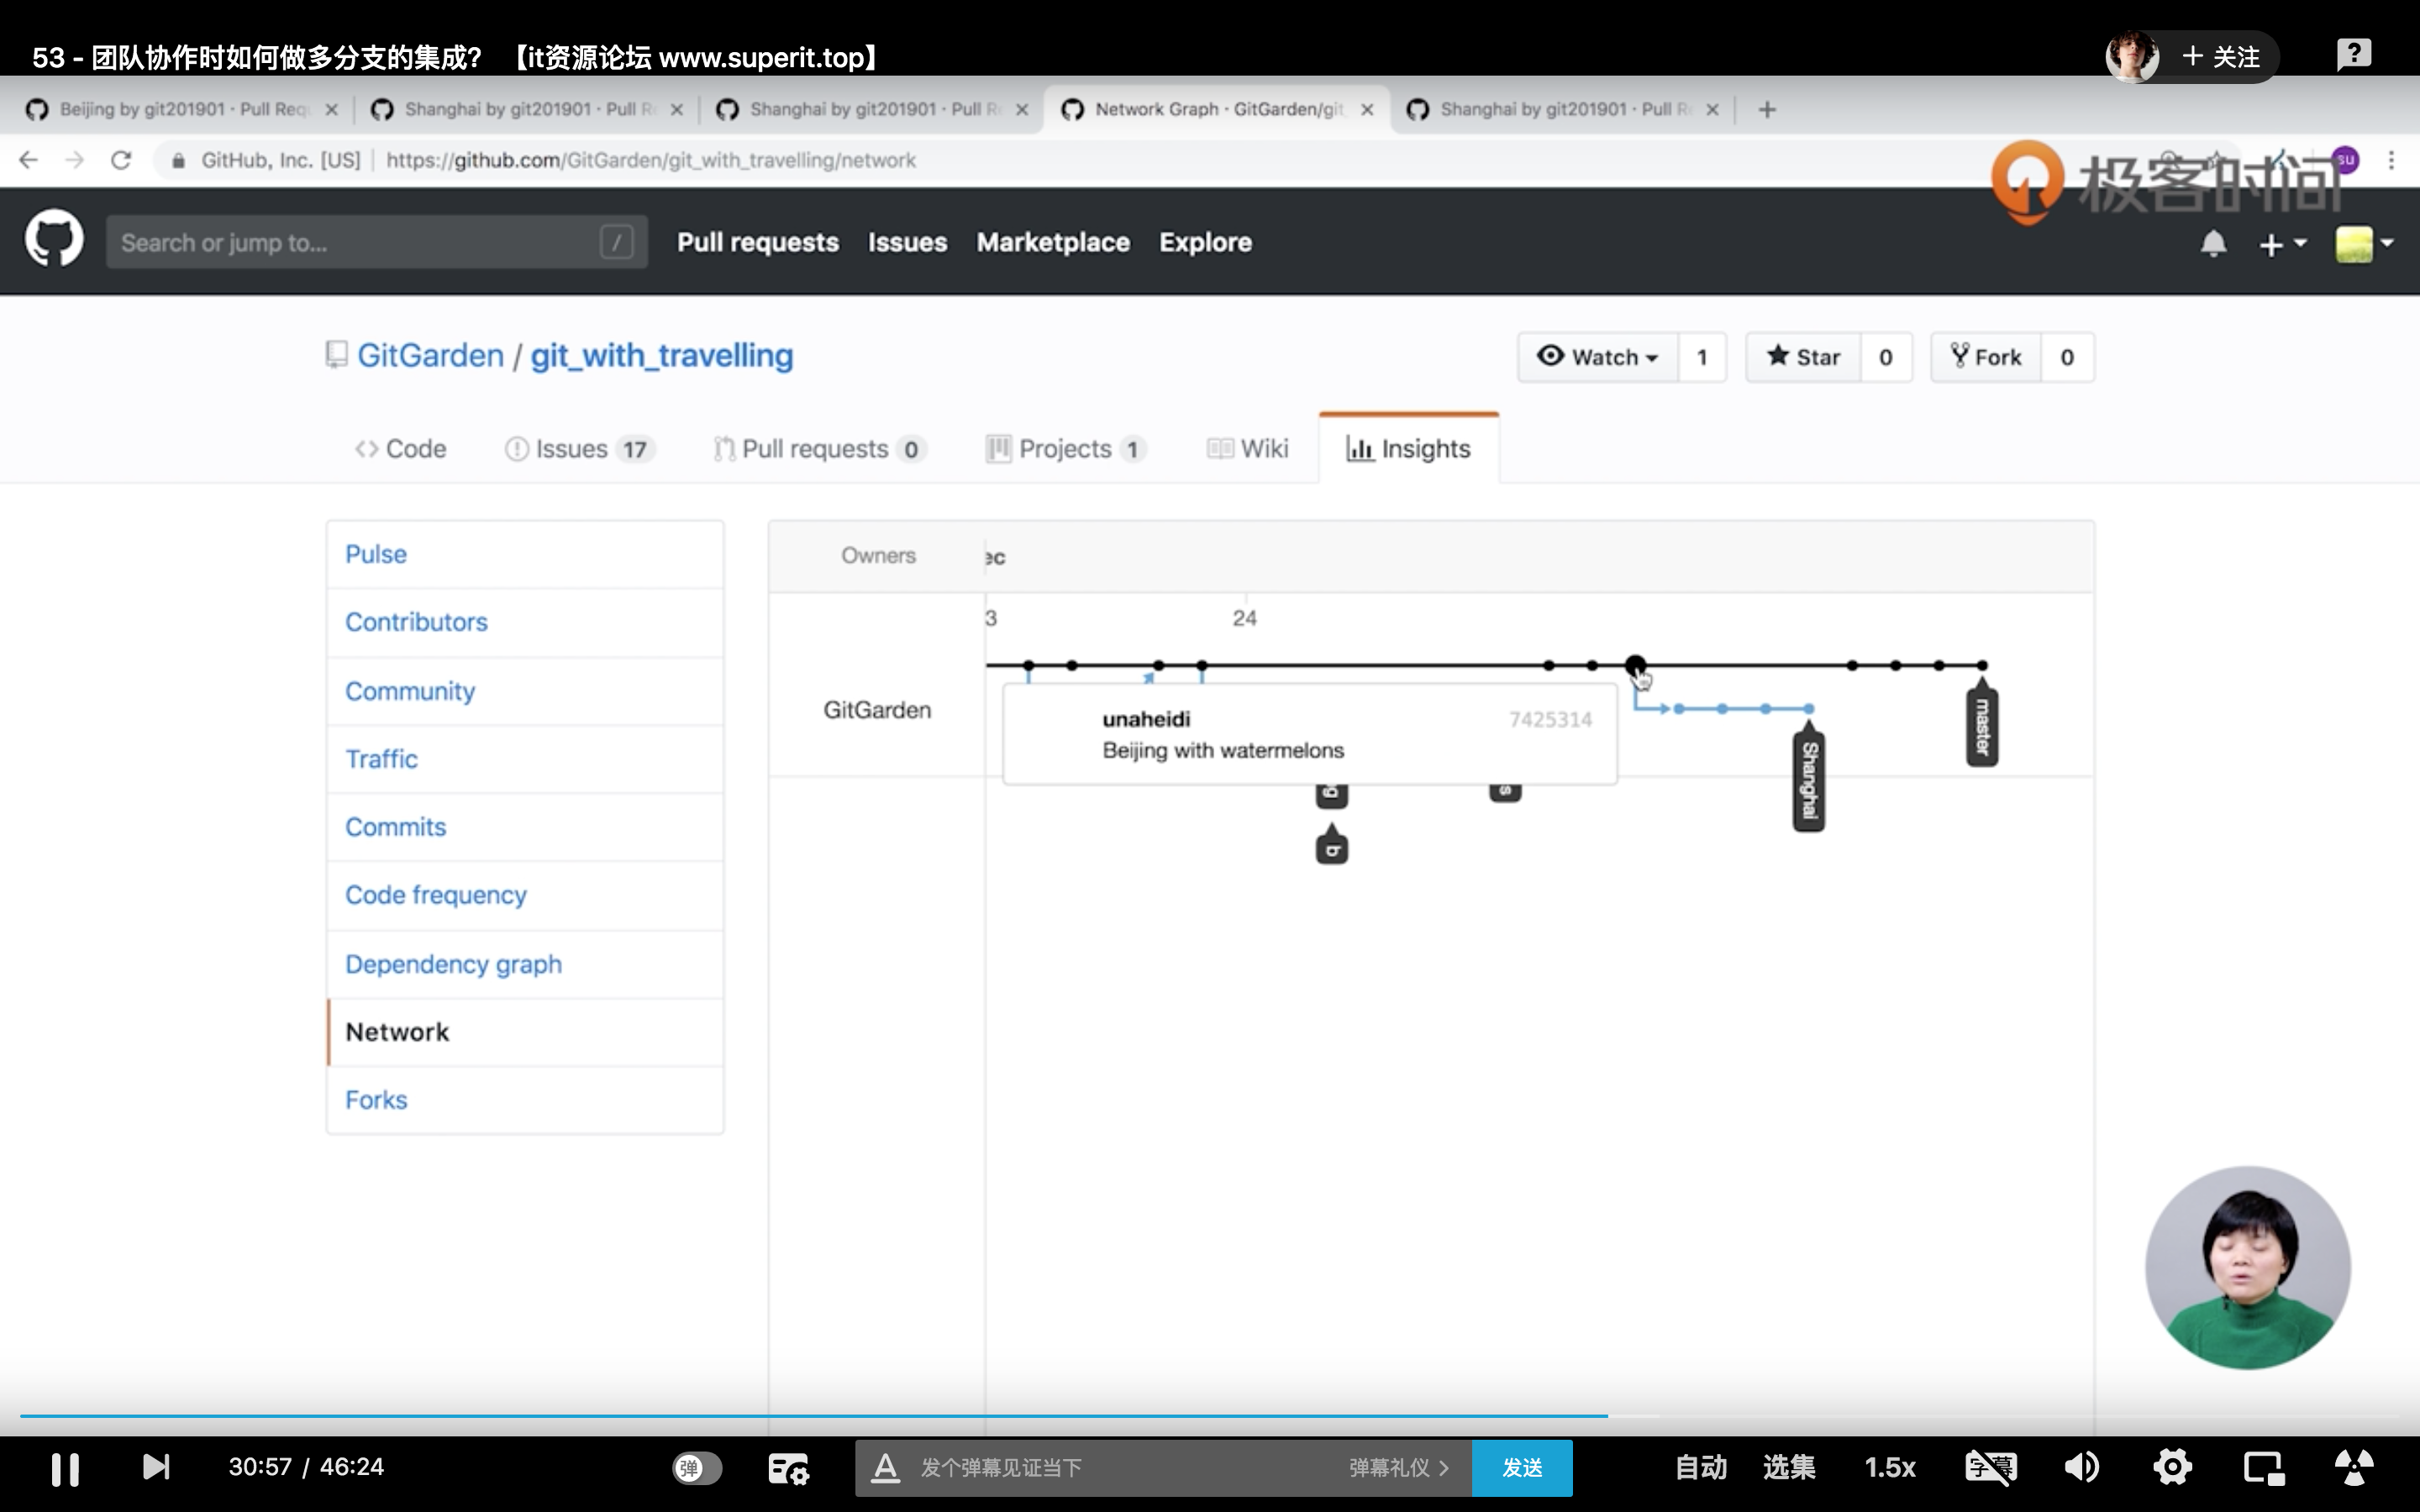 53 - 团队协作时如何做多分支的集成？ 【it资源论坛 www.superit.top】
+ 关注
Beijing by git201901 · Pull Requ
Shanghai by git201901 · Pull R
Shanghai by git201901 · Pull R
Network Graph · GitGarden/git
Shanghai by git201901 · Pull R
GitHub, Inc. [US] | https://github.com/GitGarden/git_with_travelling/network
su
极客时间
Search or jump to... /
Pull requests Issues Marketplace Explore
GitGarden / git_with_travelling
Watch 1 Star 0 Fork 0
Code Issues 17 Pull requests 0 Projects 1 Wiki Insights
Pulse
Contributors
Community
Traffic
Commits
Code frequency
Dependency graph
Network
Forks
Owners ec
3 24
GitGarden
unaheidi 7425314
Beijing with watermelons
g
b
s
Shanghai
master
30:57 / 46:24
弹
A 发个弹幕见证当下 弹幕礼仪 > 发送
自动 选集 1.5x 字幕